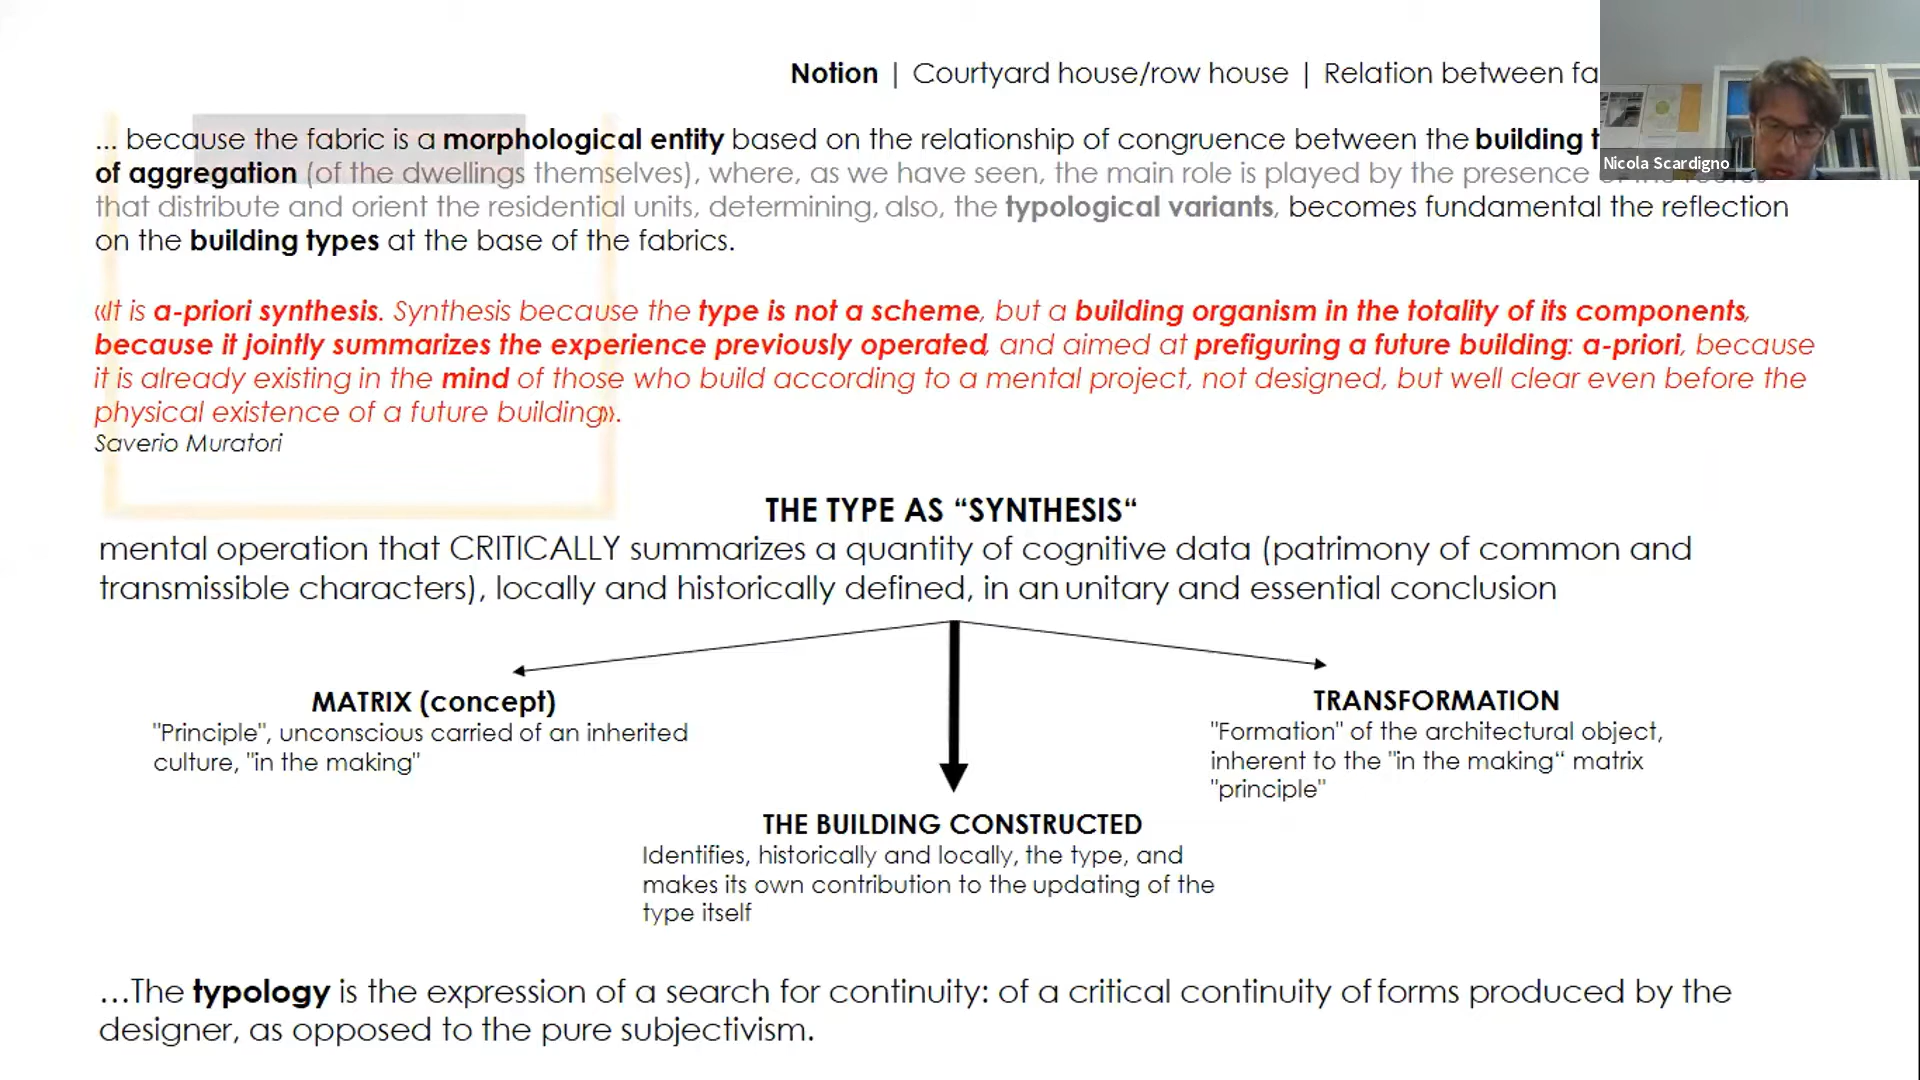 Notion | Courtyard house/row house | Relation between fa
... because the fabric is a morphological entity based on the relationship of congruence between the building t
Nicola Scardigno
of aggregation (of the dwellings themselves), where, as we have seen, the main role is played by the presence
that distribute and orient the residential units, determining, also, the typological variants, becomes fundamental the reflection
on the building types at the base of the fabrics.
«It is a-priori synthesis. Synthesis because the type is not a scheme, but a building organism in the totality of its components,
because it jointly summarizes the experience previously operated, and aimed at prefiguring a future building: a-priori, because
it is already existing in the mind of those who build according to a mental project, not designed, but well clear even before the
physical existence of a future building».
Saverio Muratori
THE TYPE AS “SYNTHESIS“
mental operation that CRITICALLY summarizes a quantity of cognitive data (patrimony of common and
transmissible characters), locally and historically defined, in an unitary and essential conclusion
MATRIX (concept)
"Principle", unconscious carried of an inherited
culture, "in the making"
TRANSFORMATION
"Formation" of the architectural object,
inherent to the "in the making“ matrix
"principle"
THE BUILDING CONSTRUCTED
Identifies, historically and locally, the type, and
makes its own contribution to the updating of the
type itself
...The typology is the expression of a search for continuity: of a critical continuity of forms produced by the
designer, as opposed to the pure subjectivism.